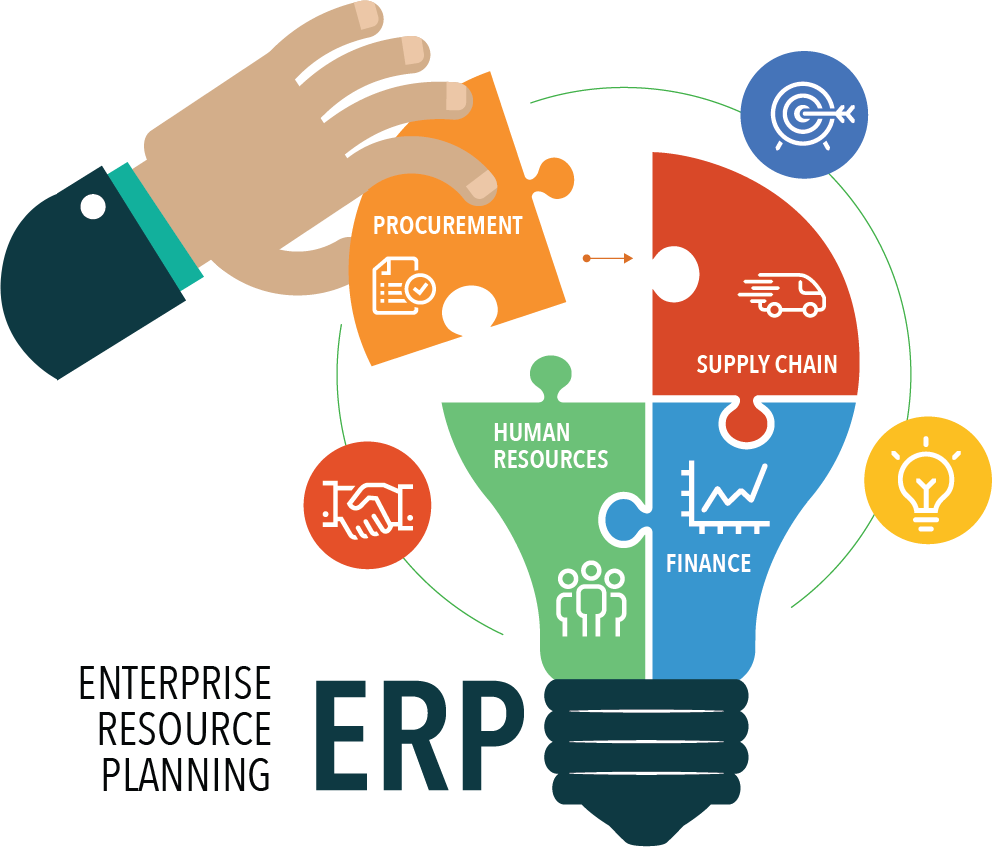 PROCUREMENT
SUPPLY CHAIN
HUMAN
RESOURCES
FINANCE
ENTERPRISE
RESOURCE
PLANNING
ERP